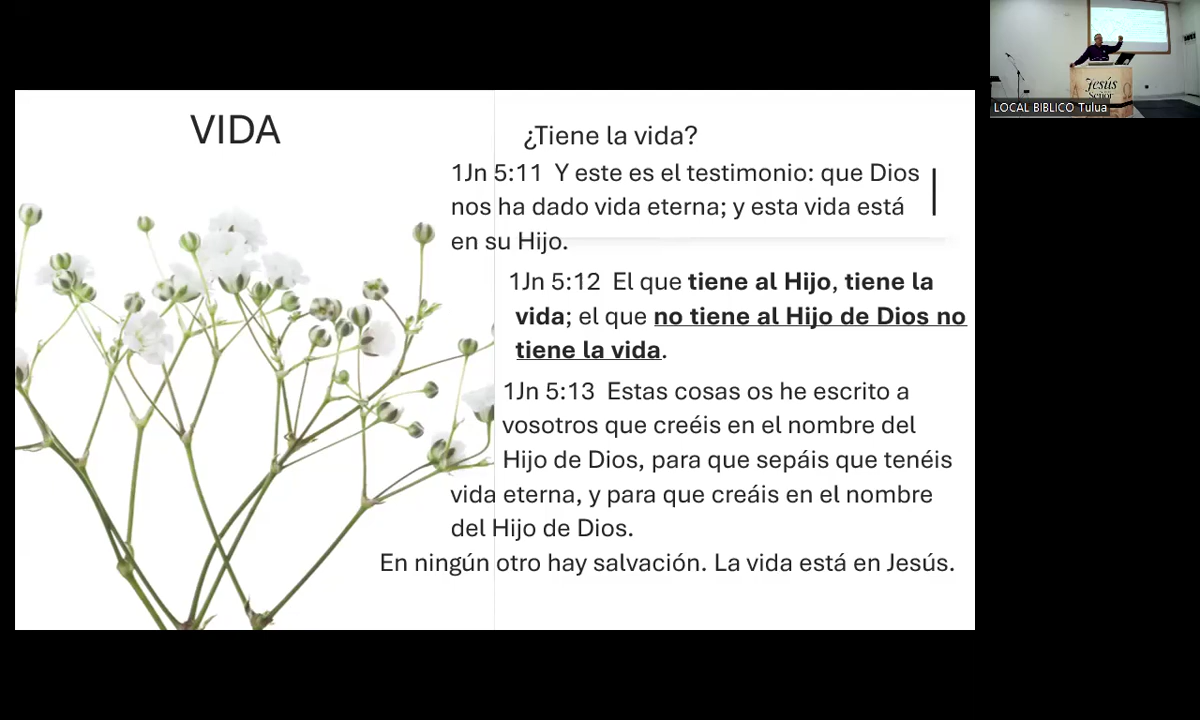 VIDA
¿Tiene la vida?
1Jn 5:11 Y este es el testimonio: que Dios
nos ha dado vida eterna; y esta vida está
en su Hijo.
1Jn 5:12 El que tiene al Hijo, tiene la
vida; el que no tiene al Hijo de Dios no
tiene la vida.
1Jn 5:13 Estas cosas os he escrito a
vosotros que creéis en el nombre del
Hijo de Dios, para que sepáis que tenéis
vida eterna, y para que creáis en el nombre
del Hijo de Dios.
En ningún otro hay salvación. La vida está en Jesús.
Jesús
Señor
LOCAL BIBLICO Tulua